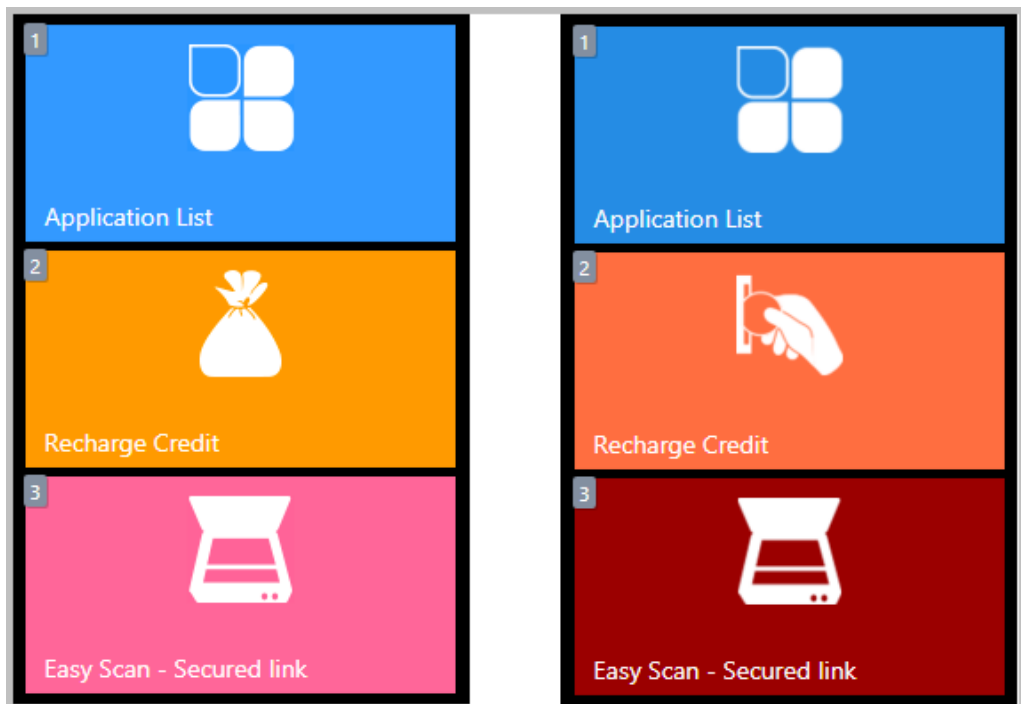 1
Application List
2
Recharge Credit
3
Easy Scan - Secured link
1
Application List
2
Recharge Credit
3
Easy Scan - Secured link